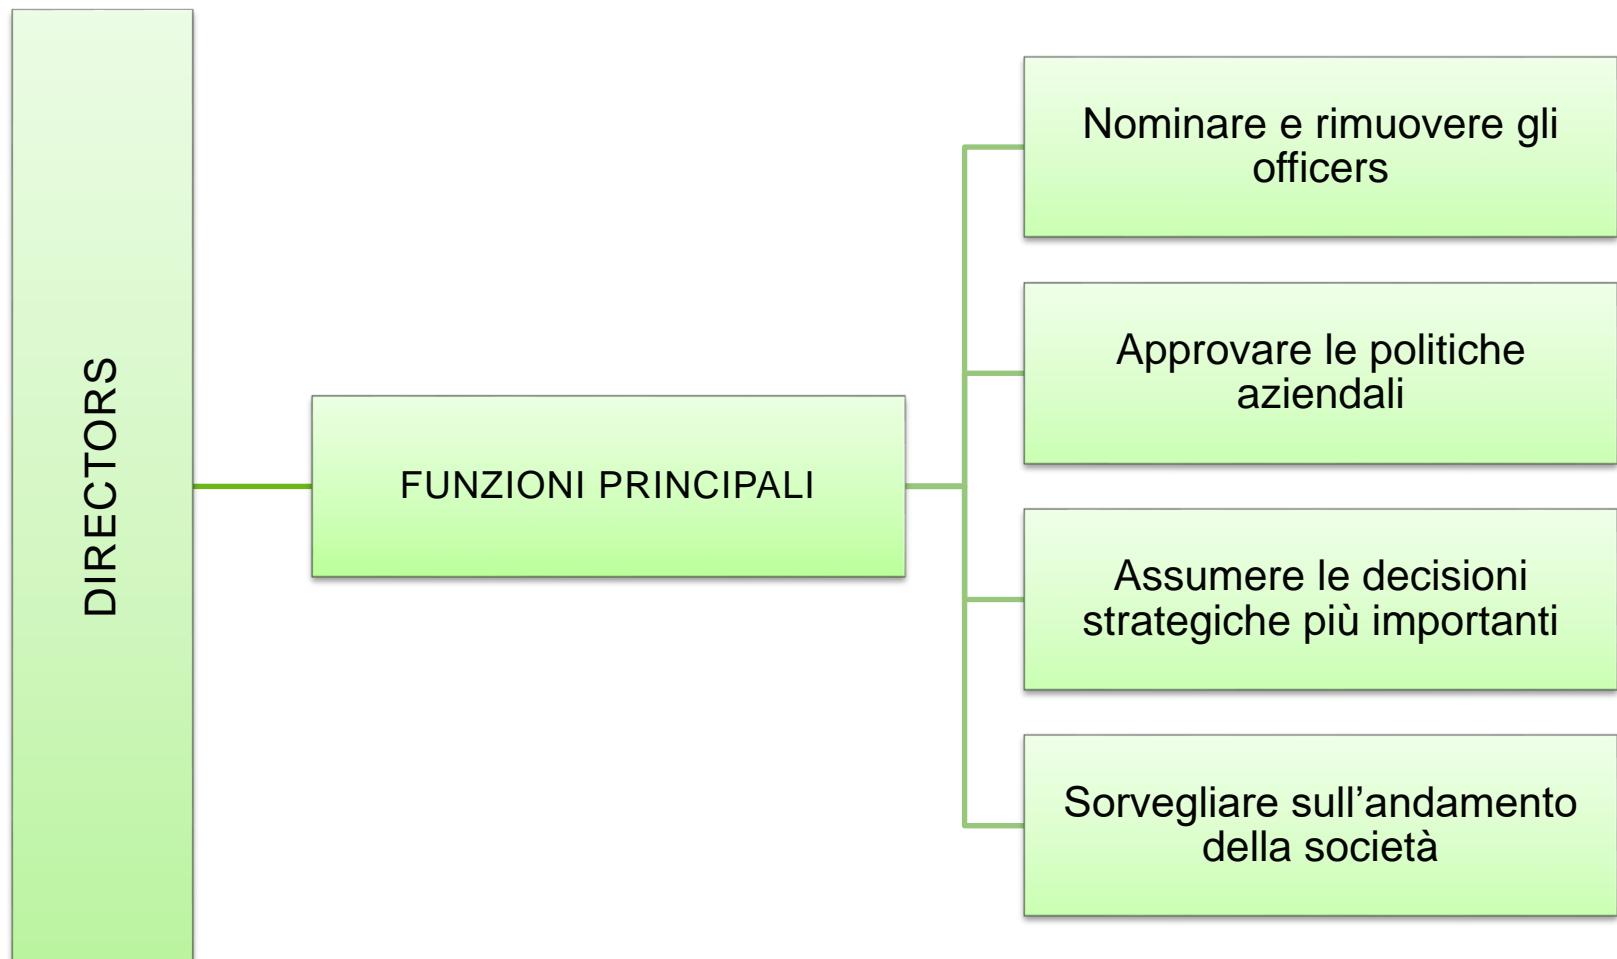 DIRECTORS
FUNZIONI PRINCIPALI
Nominare e rimuovere gli
officers
Approvare le politiche
aziendali
Assumere le decisioni
strategiche più importanti
Sorvegliare sull’andamento
della società